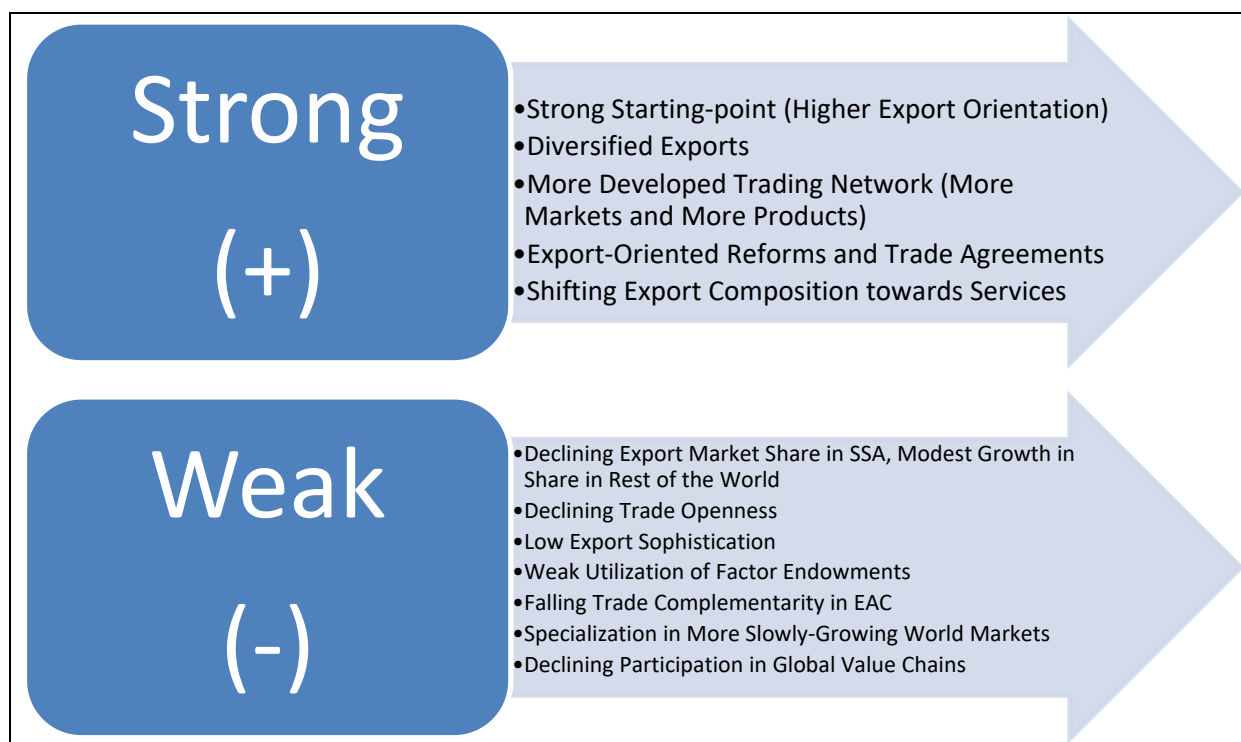 Strong
(+)
•Strong Starting-point (Higher Export Orientation)
•Diversified Exports
•More Developed Trading Network (More
Markets and More Products)
•Export-Oriented Reforms and Trade Agreements
•Shifting Export Composition towards Services
Weak
(-)
•Declining Export Market Share in SSA, Modest Growth in
Share in Rest of the World
•Declining Trade Openness
•Low Export Sophistication
•Weak Utilization of Factor Endowments
•Falling Trade Complementarity in EAC
•Specialization in More Slowly-Growing World Markets
•Declining Participation in Global Value Chains